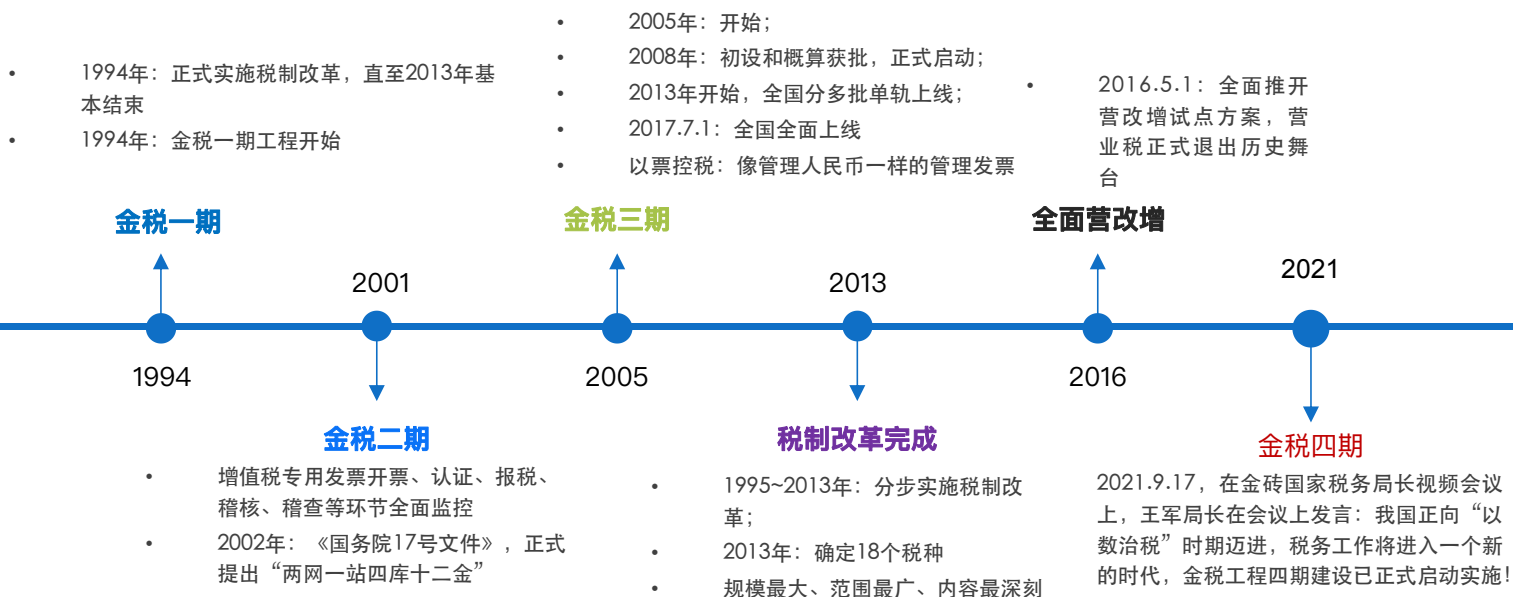 • 1994年：正式实施税制改革，直至2013年基
本结束
• 1994年：金税一期工程开始
金税一期
1994
2001
金税二期
• 增值税专用发票开票、认证、报税、
稽核、稽查等环节全面监控
• 2002年：《国务院17号文件》，正式
提出“两网一站四库十二金”
• 2005年：开始；
• 2008年：初设和概算获批，正式启动；
• 2013年开始，全国分多批单轨上线；
• 2017.7.1：全国全面上线
• 以票控税：像管理人民币一样的管理发票
金税三期
2005
2013
税制改革完成
• 1995~2013年：分步实施税制改
革；
• 2013年：确定18个税种
• 规模最大、范围最广、内容最深刻
• 2016.5.1：全面推开
营改增试点方案，营
业税正式退出历史舞
台
全面营改增
2016
2021
金税四期
2021.9.17，在金砖国家税务局长视频会议
上，王军局长在会议上发言：我国正向“以
数治税”时期迈进，税务工作将进入一个新
的时代，金税工程四期建设已正式启动实施！